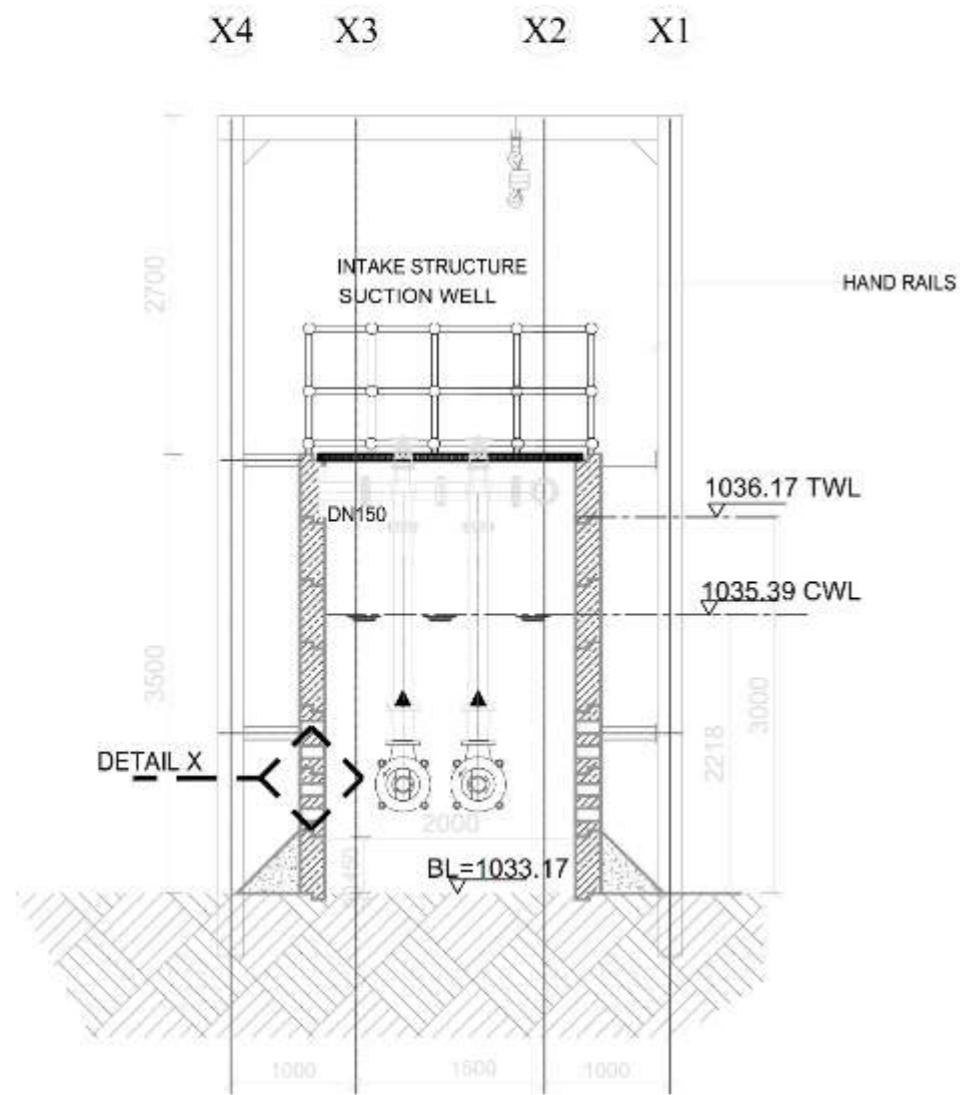 X4 X3 X2 X1
2700
INTAKE STRUCTURE
SUCTION WELL
HAND RAILS
1036.17 TWL
DN150
1035.39 CWL
3500
3000
2218
DETAIL X
2000
450
BL=1033.17
1000 1500 1000